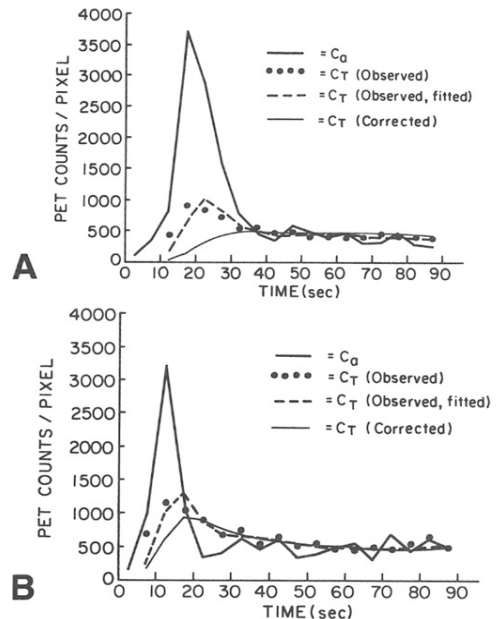 4000
3500
3000
2500
2000
1500
1000
500
0
PET COUNTS / PIXEL
= Ca
= CT (Observed)
= CT (Observed, fitted)
= CT (Corrected)
0 10 20 30 40 50 60 70 80 90
TIME (sec)
A
4000
3500
3000
2500
2000
1500
1000
500
0
PET COUNTS / PIXEL
= Ca
= CT (Observed)
= CT (Observed, fitted)
= CT (Corrected)
0 10 20 30 40 50 60 70 80 90
TIME (sec)
B